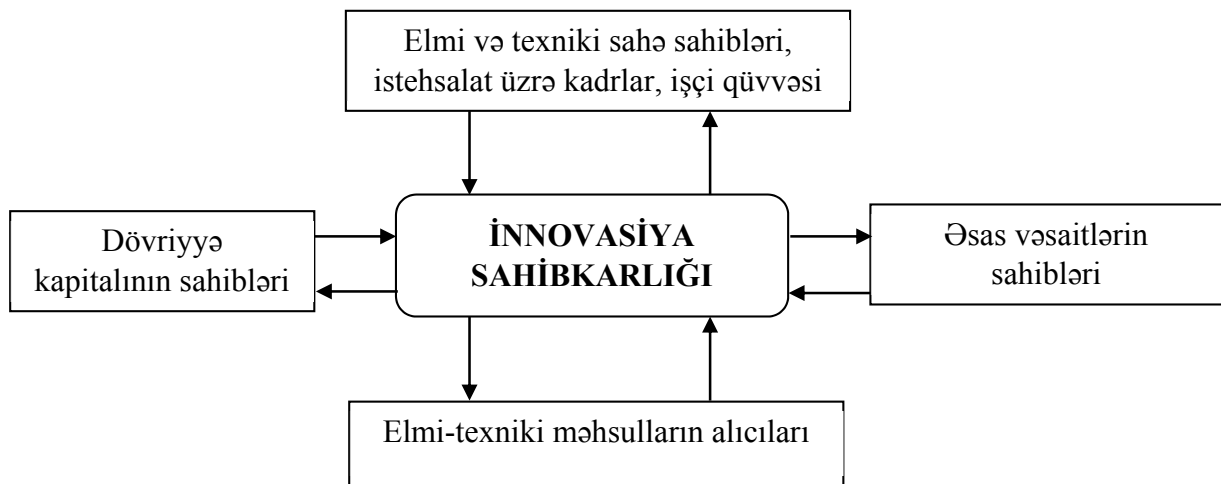 Elmi və texniki sahə sahibləri,
istehsalat üzrə kadrlar, işçi qüvvəsi
Dövriyyə
kapitalının sahibləri
İNNOVASİYA
SAHİBKARLIĞI
Əsas vəsaitlərin
sahibləri
Elmi-texniki məhsulların alıcıları